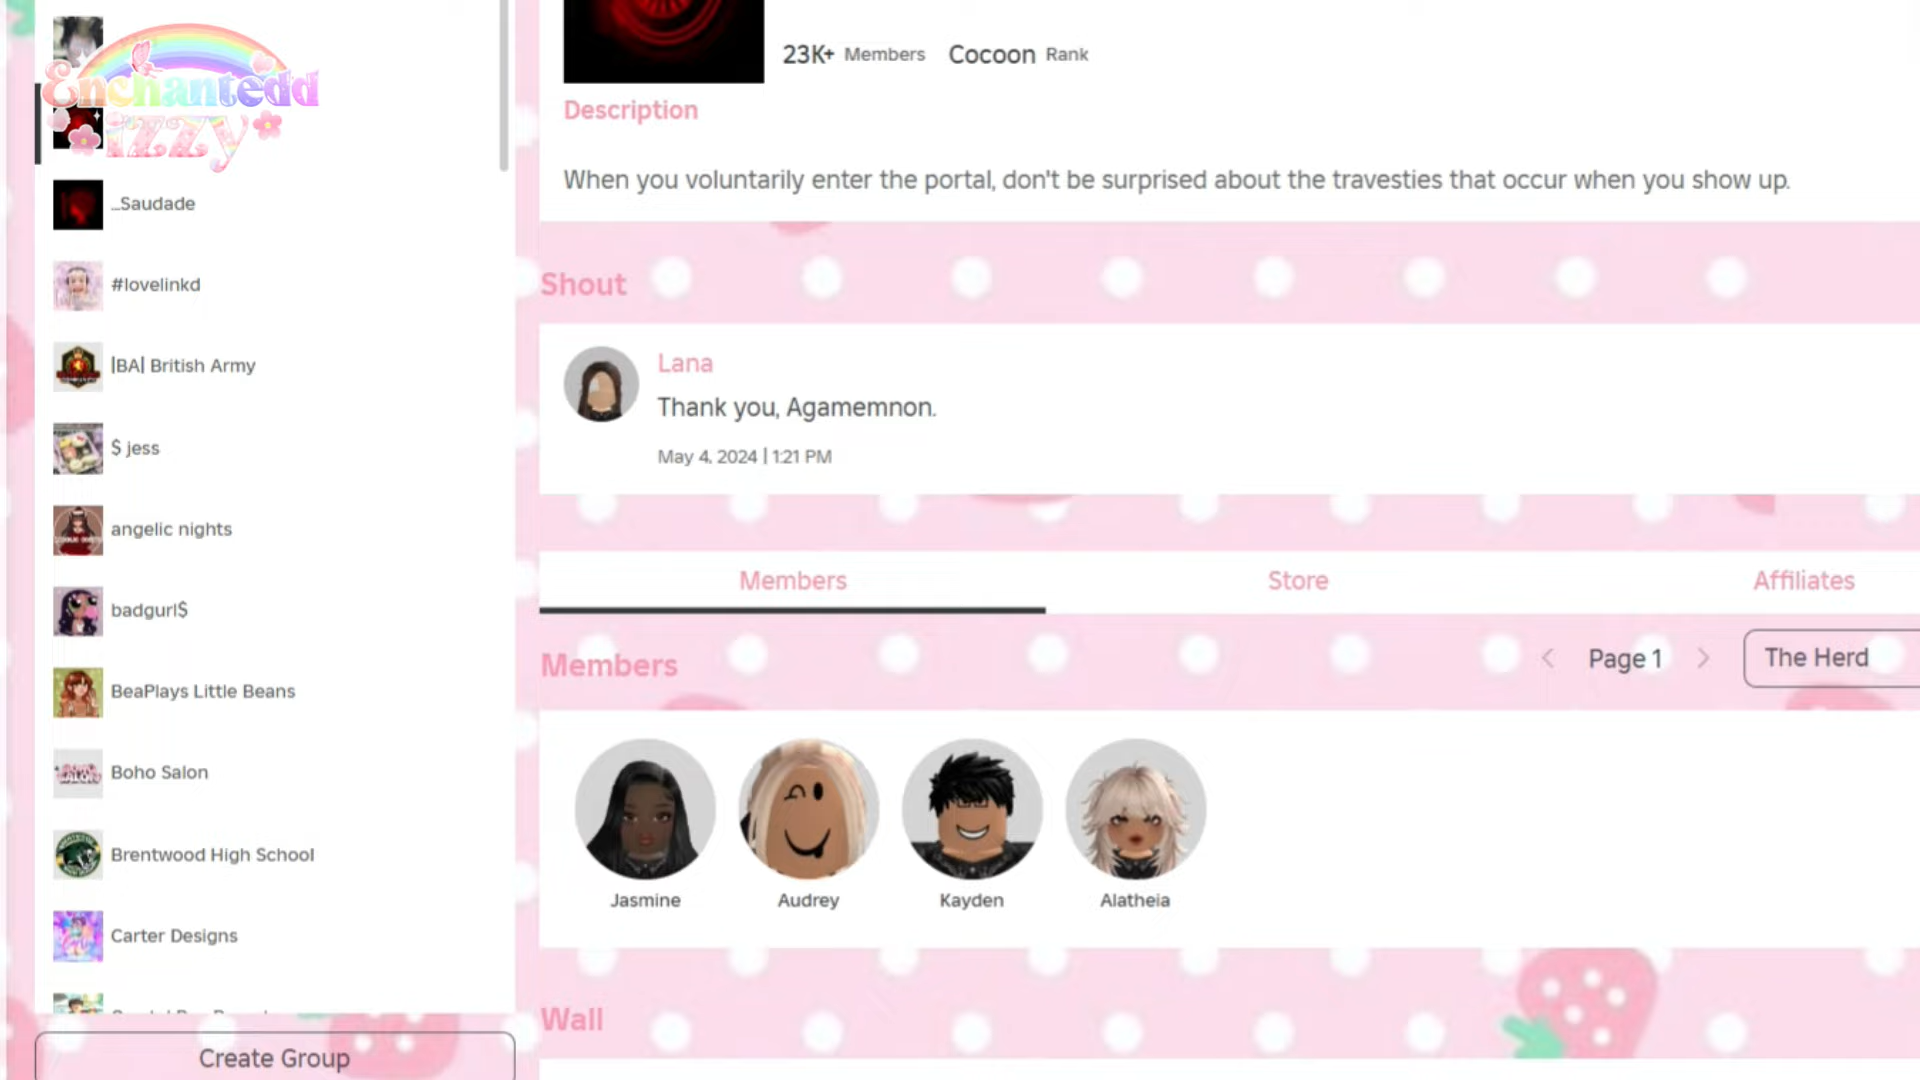 Enchantedd
izzy
_Saudade
#lovelinkd
|BA| British Army
$ jess
angelic nights
badgurl$
BeaPlays Little Beans
Boho Salon
Brentwood High School
Carter Designs
Create Group
23K+ Members Cocoon Rank
Description
When you voluntarily enter the portal, don't be surprised about the travesties that occur when you show up.
Shout
Lana
Thank you, Agamemnon.
May 4, 2024 | 1:21 PM
Members Store Affiliates
Members
Page 1
The Herd
Jasmine Audrey Kayden Alatheia
Wall